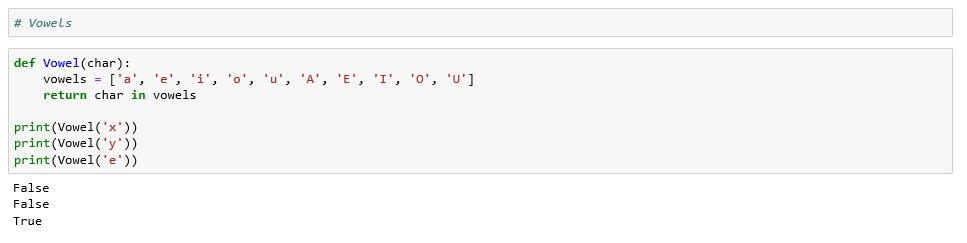 # Vowels
def Vowel(char):
    vowels = ['a', 'e', 'i', 'o', 'u', 'A', 'E', 'I', 'O', 'U']
    return char in vowels
print(Vowel('x'))
print(Vowel('y'))
print(Vowel('e'))
False
False
True